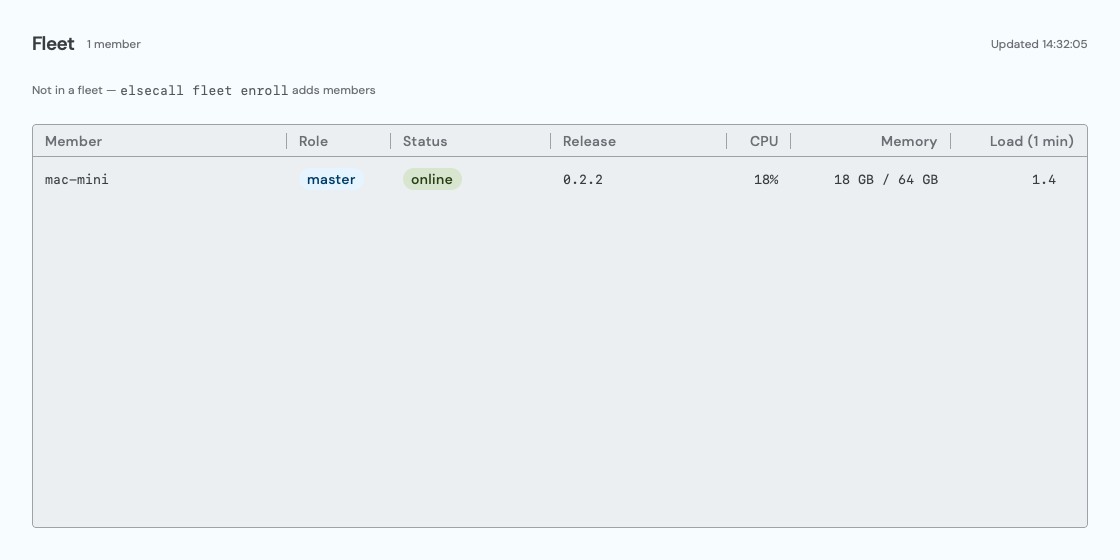 Fleet 1 member Updated 14:32:05
Not in a fleet — elsecall fleet enroll adds members
Member Role Status Release CPU Memory Load (1 min)
mac-mini master online 0.2.2 18% 18 GB / 64 GB 1.4